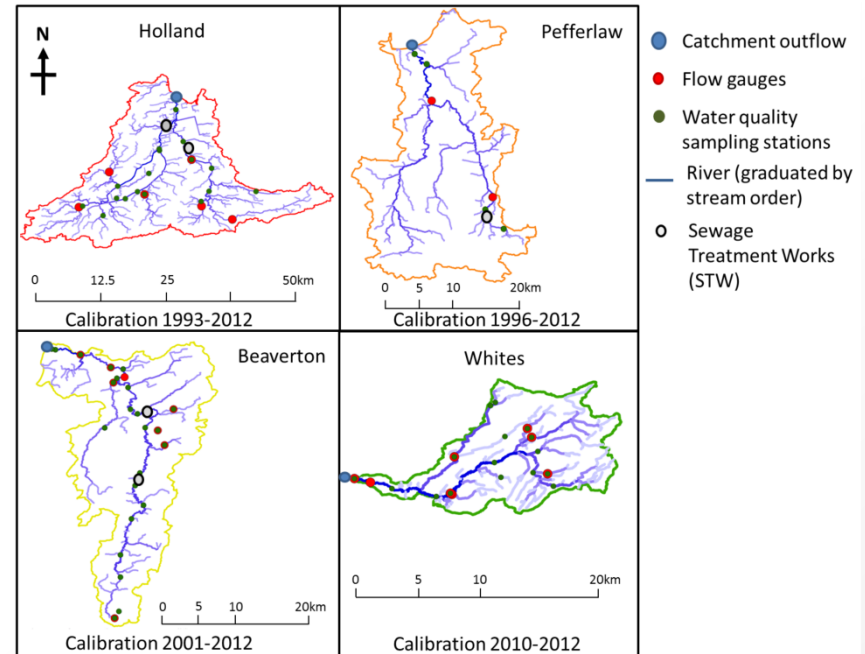 N
Holland
0
12.5
25
50km
Calibration 1993-2012
Pefferlaw
0
5
10
20km
Calibration 1996-2012
Beaverton
0
5
10
20km
Calibration 2001-2012
Whites
0
5
10
20km
Calibration 2010-2012
Catchment outflow
Flow gauges
Water quality
sampling stations
River (graduated by
stream order)
Sewage
Treatment Works
(STW)